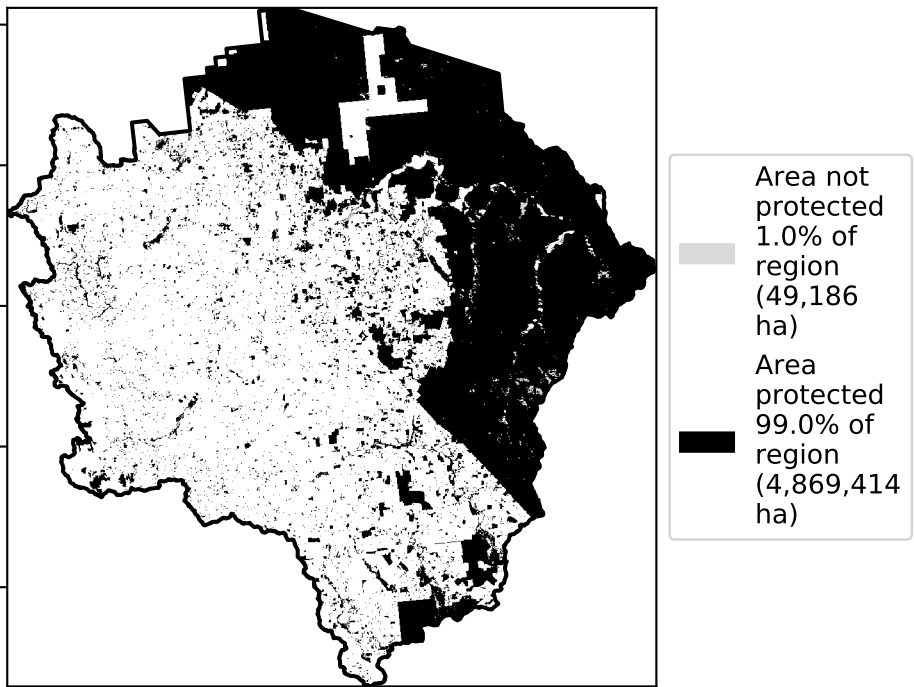 Area not
protected
1.0% of
region
(49,186
ha)
Area
protected
99.0% of
region
(4,869,414
ha)